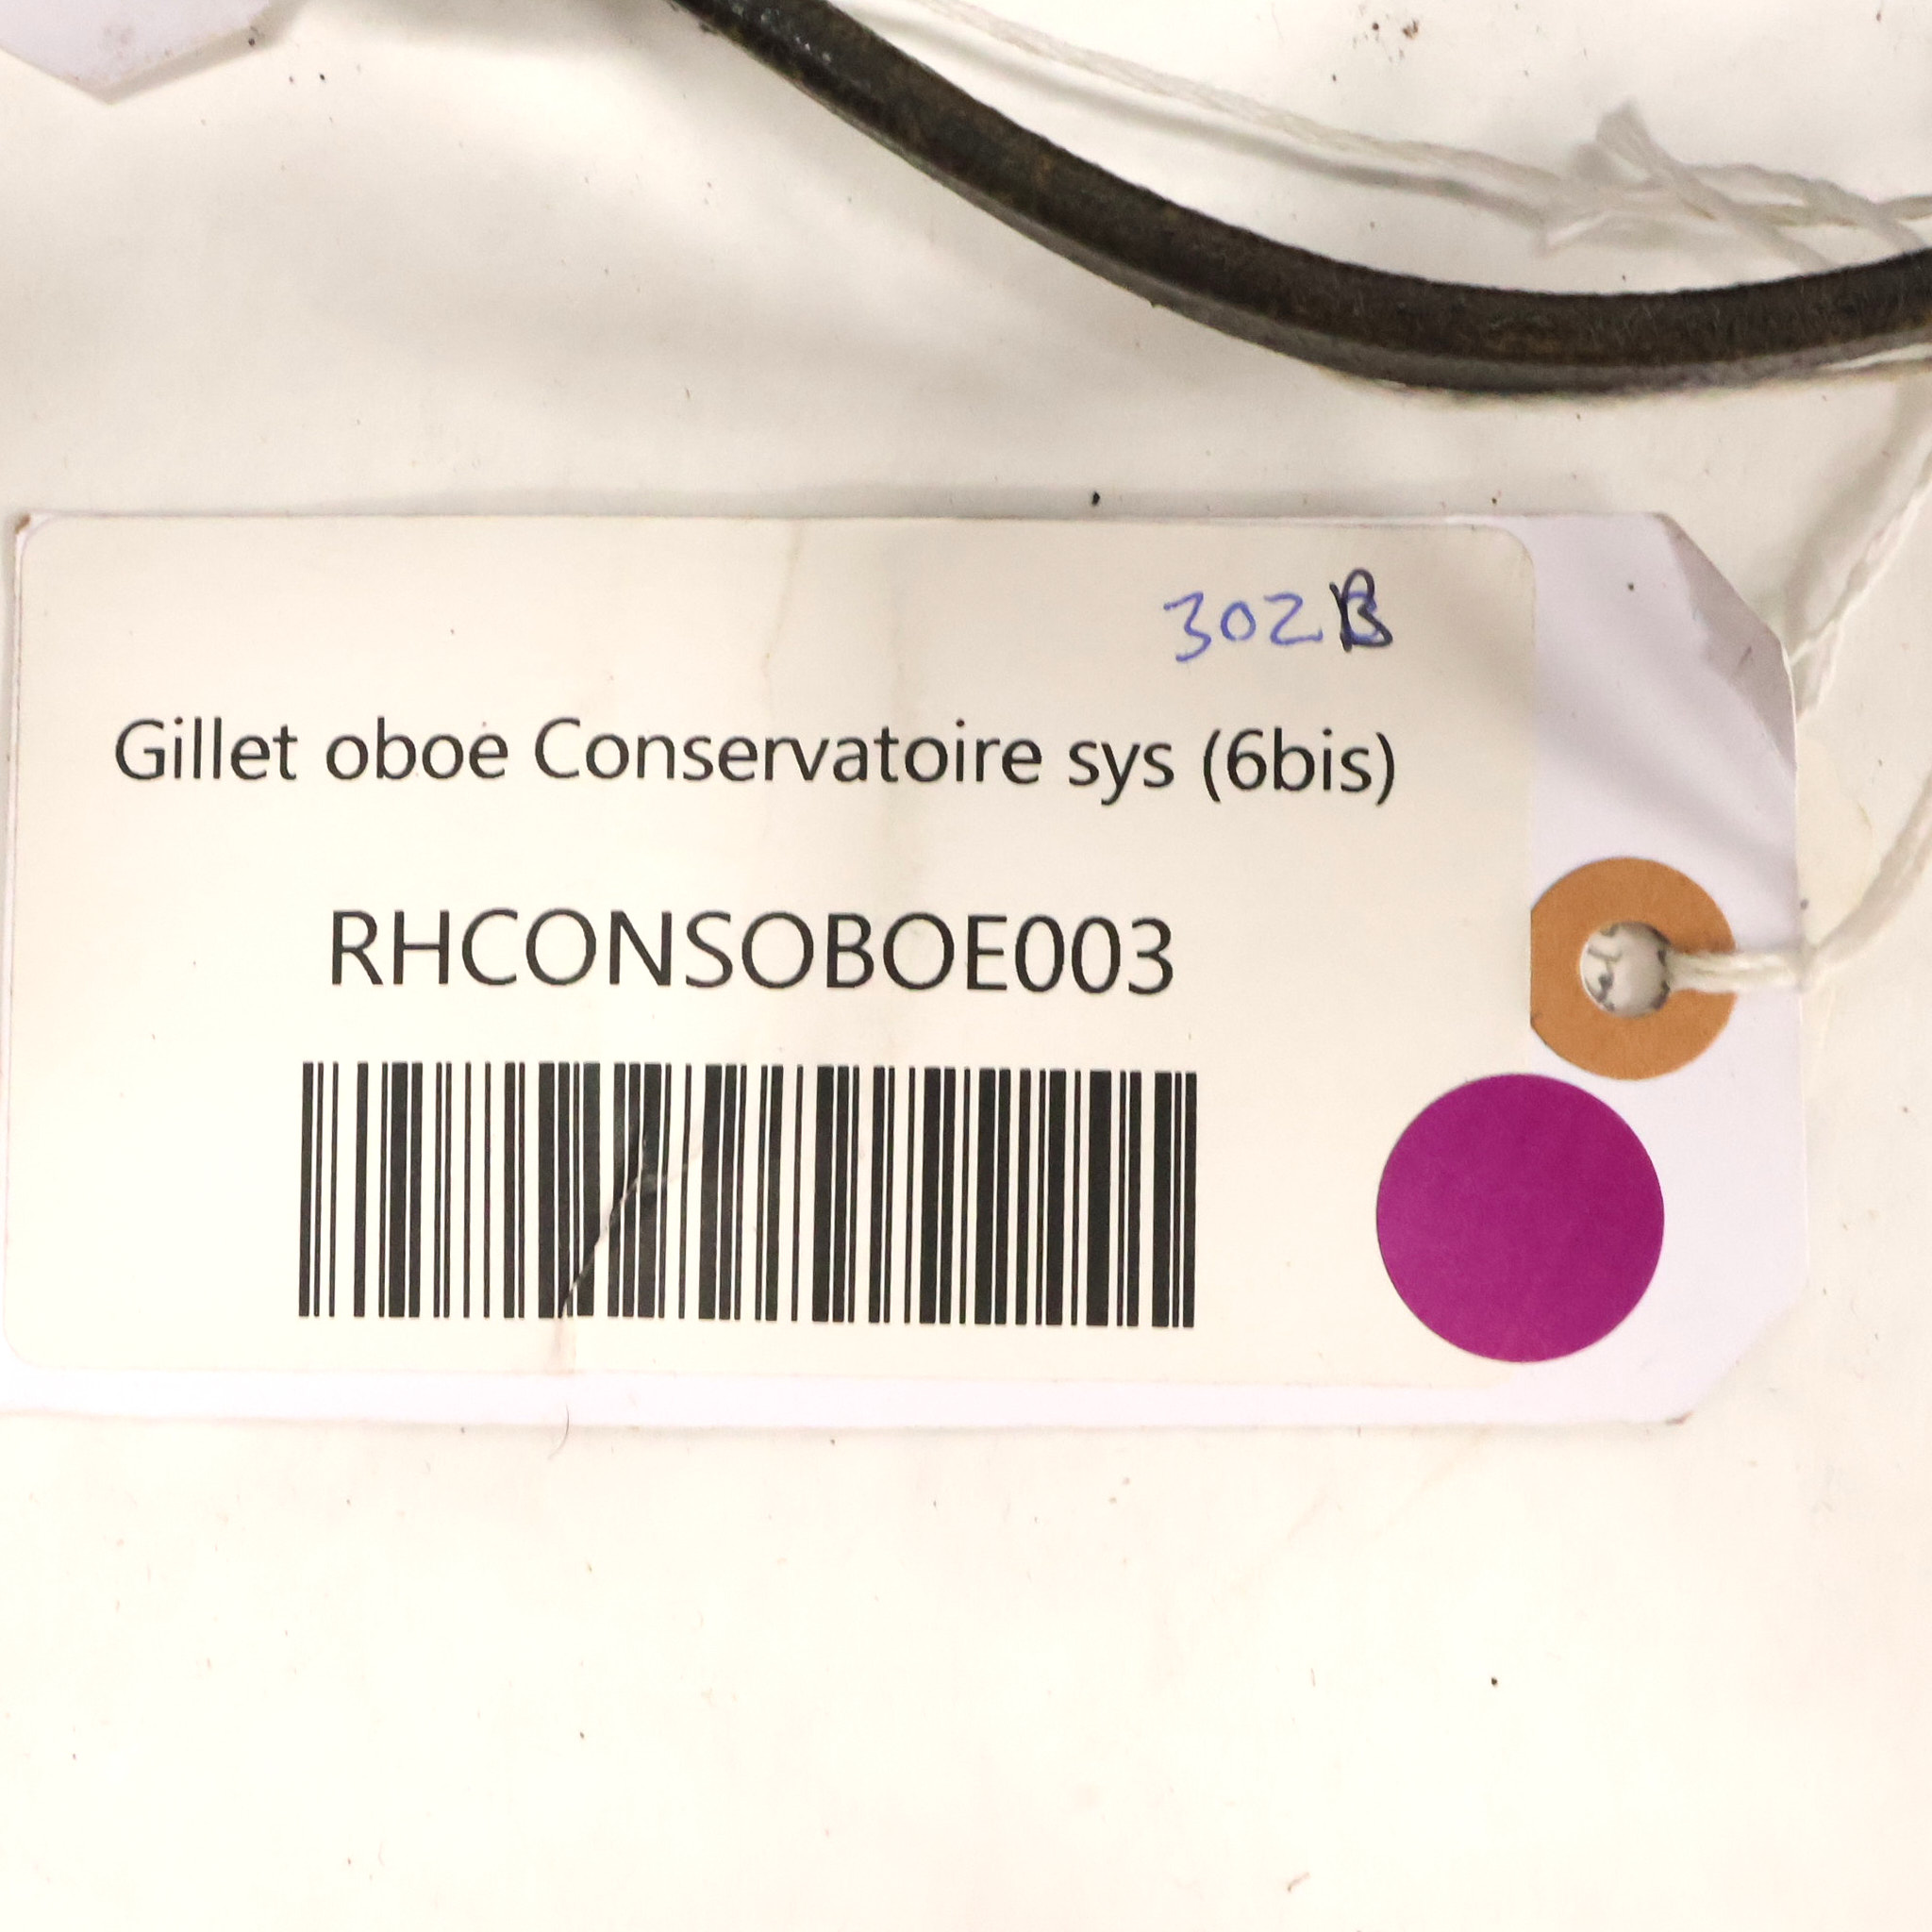 302B
Gillet oboe Conservatoire sys (6bis)
RHCONSOBOE003